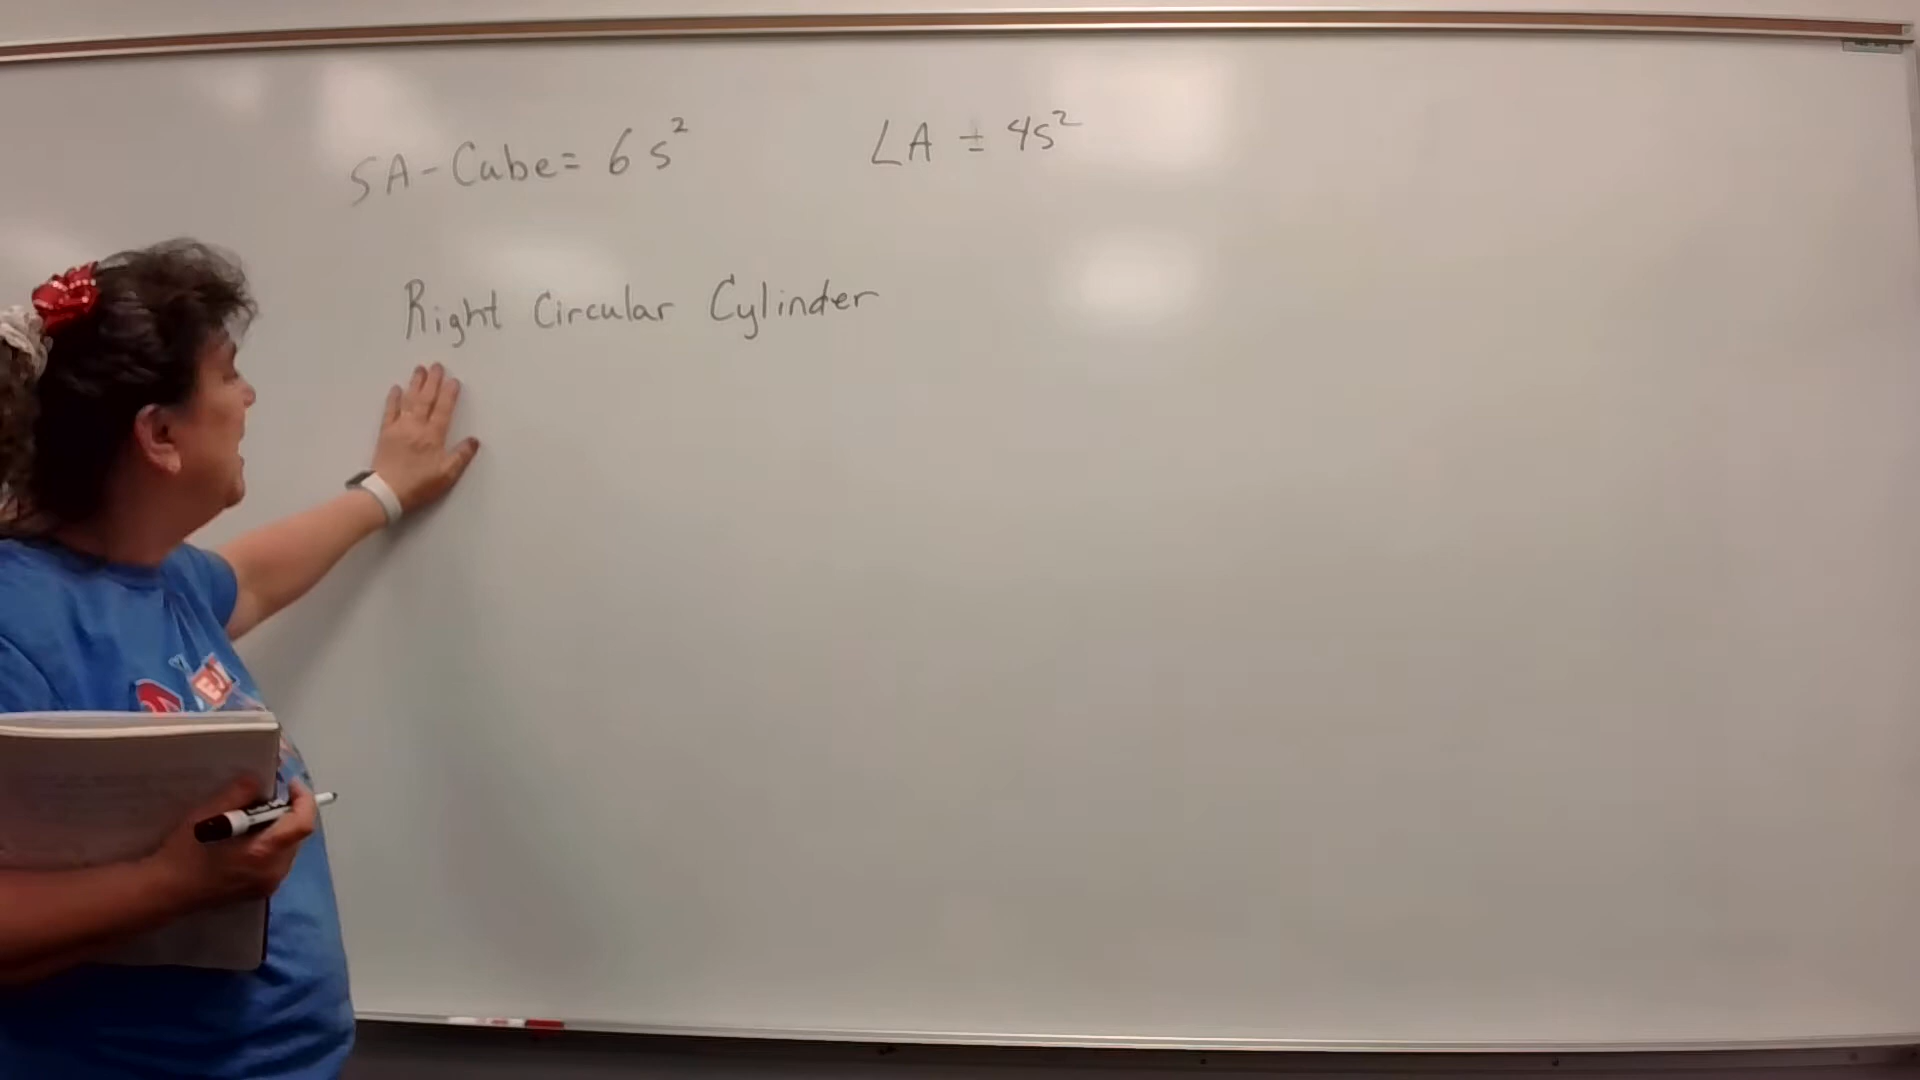 SA-Cube= 6s² LA ± 4s²
Right Circular Cylinder